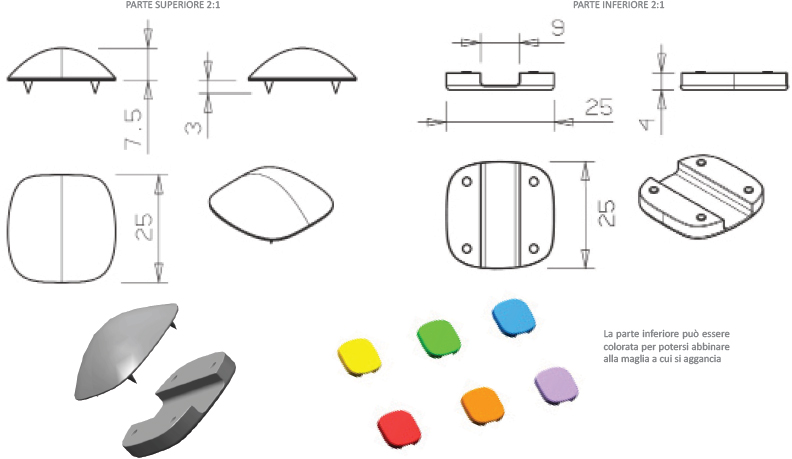 PARTE SUPERIORE 2:1
PARTE INFERIORE 2:1
7.5
3
25
9
25
4
25
La parte inferiore può essere
colorata per potersi abbinare
alla maglia a cui si aggancia